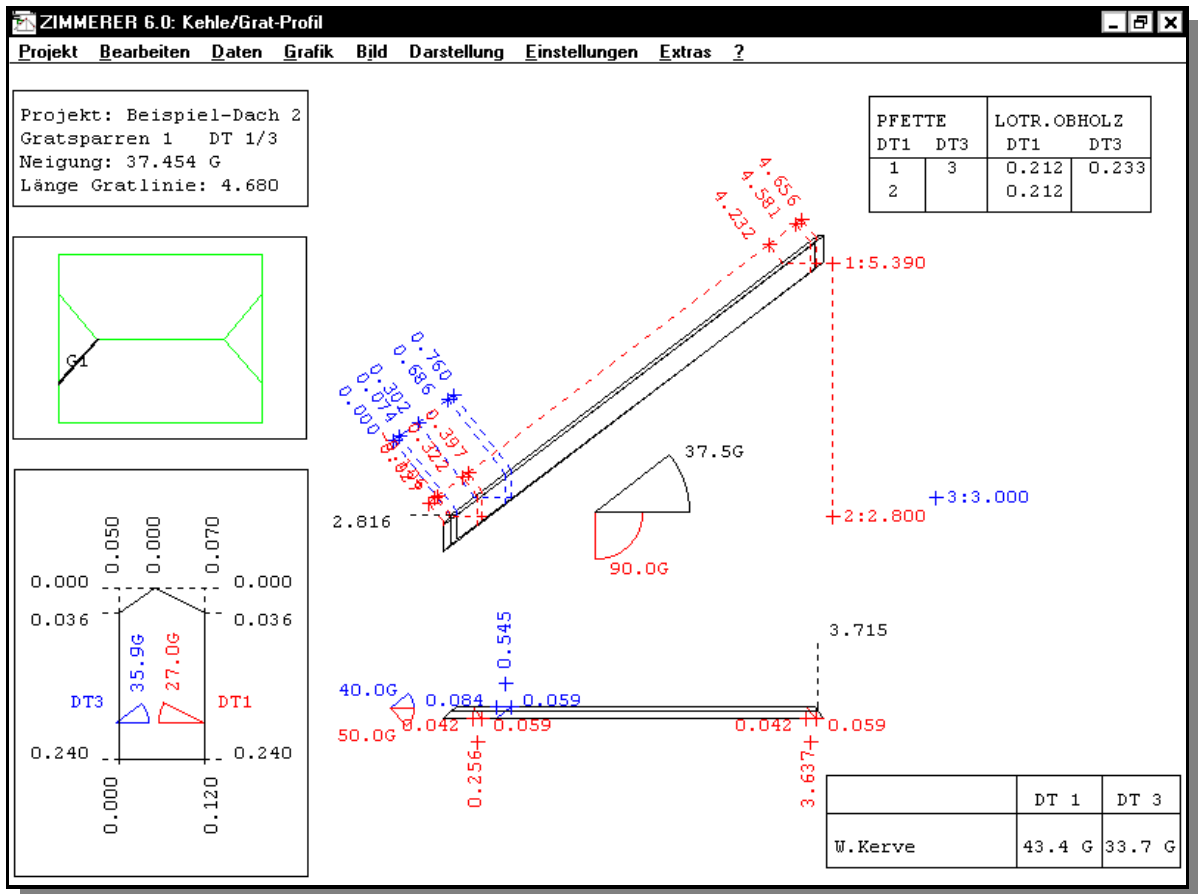 ZIMMERER 6.0: Kehle/Grat-Profil
Projekt Bearbeiten Daten Grafik Bild Darstellung Einstellungen Extras ?
Projekt: Beispiel-Dach 2
Gratsparren 1 DT 1/3
Neigung: 37.454 G
Länge Gratlinie: 4.680
PFETTE LOTR.OBHOLZ
DT1 DT3 DT1 DT3
1 3 0.212 0.233
2 0.212
G1
4.656
4.581
4.232
1:5.390
0.760
0.686
0.302
0.074
0.000
0.397
0.322
37.5G
3:3.000
2:2.800
2.816
90.0G
0.050 0.000 0.070
0.000 0.000
0.036 0.036
35.9G 27.0G
DT3 DT1
0.240 0.240
0.000 0.120
0.545
3.715
40.0G 0.084 0.059
50.0G 0.042 0.059 0.042 0.059
0.256 3.637
DT 1 DT 3
W.Kerve 43.4 G 33.7 G